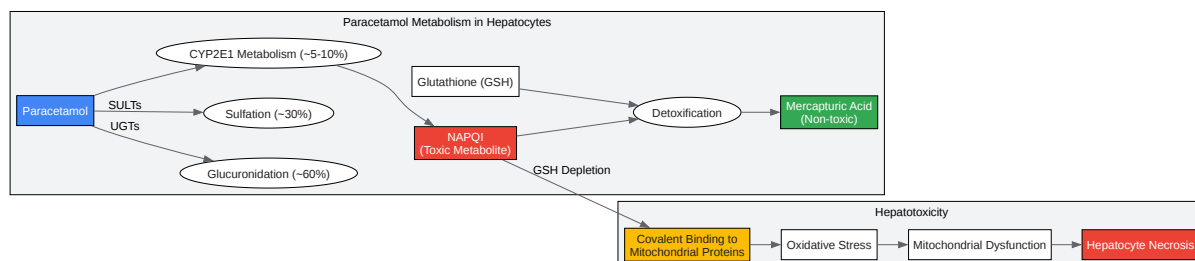 Paracetamol Metabolism in Hepatocytes
CYP2E1 Metabolism (~5-10%)
Glutathione (GSH)
Paracetamol
SULTs
Sulfation (~30%)
Detoxification
Mercapturic Acid
(Non-toxic)
UGTs
NAPQI
(Toxic Metabolite)
Glucuronidation (~60%)
GSH Depletion
Hepatotoxicity
Covalent Binding to
Mitochondrial Proteins
Oxidative Stress
Mitochondrial Dysfunction
Hepatocyte Necrosis